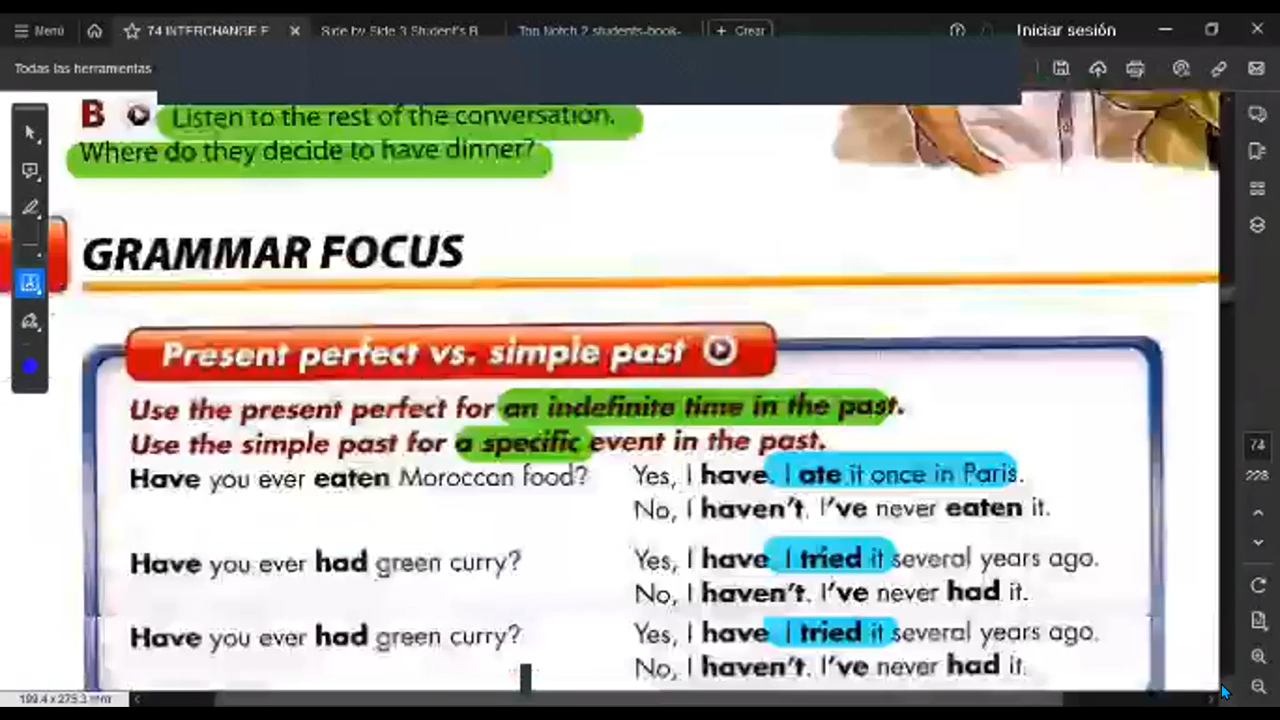 Menú
74 INTERCHANGE F
Side by Side 3 Student's B
Top Notch 2 students-book-
+ Crear
Iniciar sesión
Todas las herramientas
B Listen to the rest of the conversation.
Where do they decide to have dinner?
GRAMMAR FOCUS
Present perfect vs. simple past
Use the present perfect for an indefinite time in the past.
Use the simple past for a specific event in the past.
Have you ever eaten Moroccan food?
Yes, I have. I ate it once in Paris.
No, I haven't. I've never eaten it.
Have you ever had green curry?
Yes, I have. I tried it several years ago.
No, I haven't. I've never had it.
Have you ever had green curry?
Yes, I have. I tried it several years ago.
No, I haven't. I've never had it.
74
228
199.4 x 275.3 mm